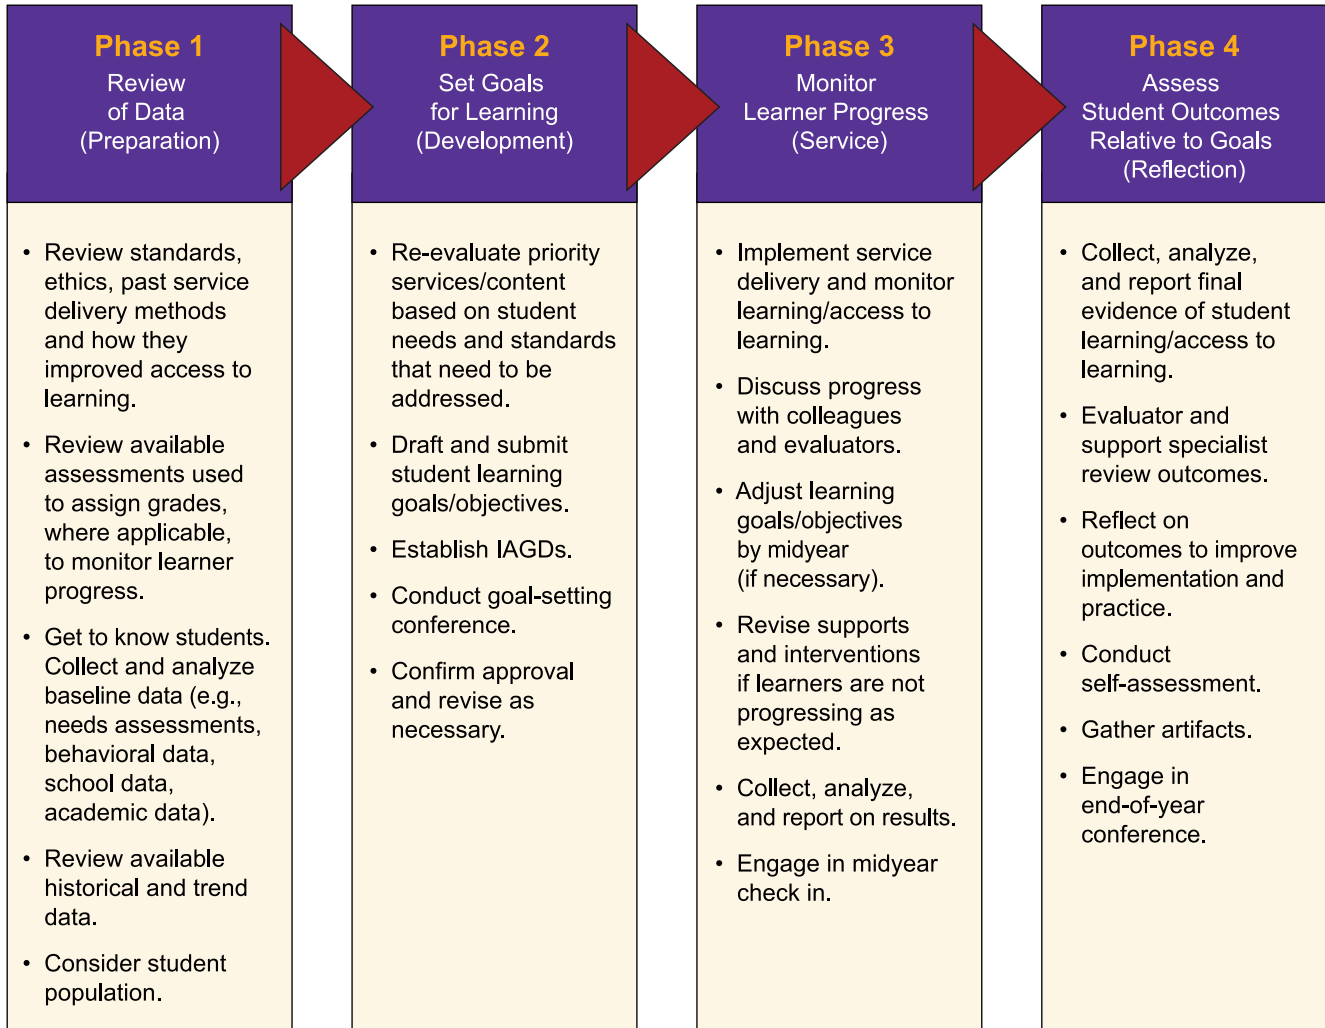 Phase 1
Review
of Data
(Preparation)
• Review standards,
ethics, past service
delivery methods
and how they
improved access to
learning.
• Review available
assessments used
to assign grades,
where applicable,
to monitor learner
progress.
• Get to know students.
Collect and analyze
baseline data (e.g.,
needs assessments,
behavioral data,
school data,
academic data).
• Review available
historical and trend
data.
• Consider student
population.
Phase 2
Set Goals
for Learning
(Development)
• Re-evaluate priority
services/content
based on student
needs and standards
that need to be
addressed.
• Draft and submit
student learning
goals/objectives.
• Establish IAGDs.
• Conduct goal-setting
conference.
• Confirm approval
and revise as
necessary.
Phase 3
Monitor
Learner Progress
(Service)
• Implement service
delivery and monitor
learning/access to
learning.
• Discuss progress
with colleagues
and evaluators.
• Adjust learning
goals/objectives
by midyear
(if necessary).
• Revise supports
and interventions
if learners are not
progressing as
expected.
• Collect, analyze,
and report on results.
• Engage in midyear
check in.
Phase 4
Assess
Student Outcomes
Relative to Goals
(Reflection)
• Collect, analyze,
and report final
evidence of student
learning/access to
learning.
• Evaluator and
support specialist
review outcomes.
• Reflect on
outcomes to improve
implementation and
practice.
• Conduct
self-assessment.
• Gather artifacts.
• Engage in
end-of-year
conference.